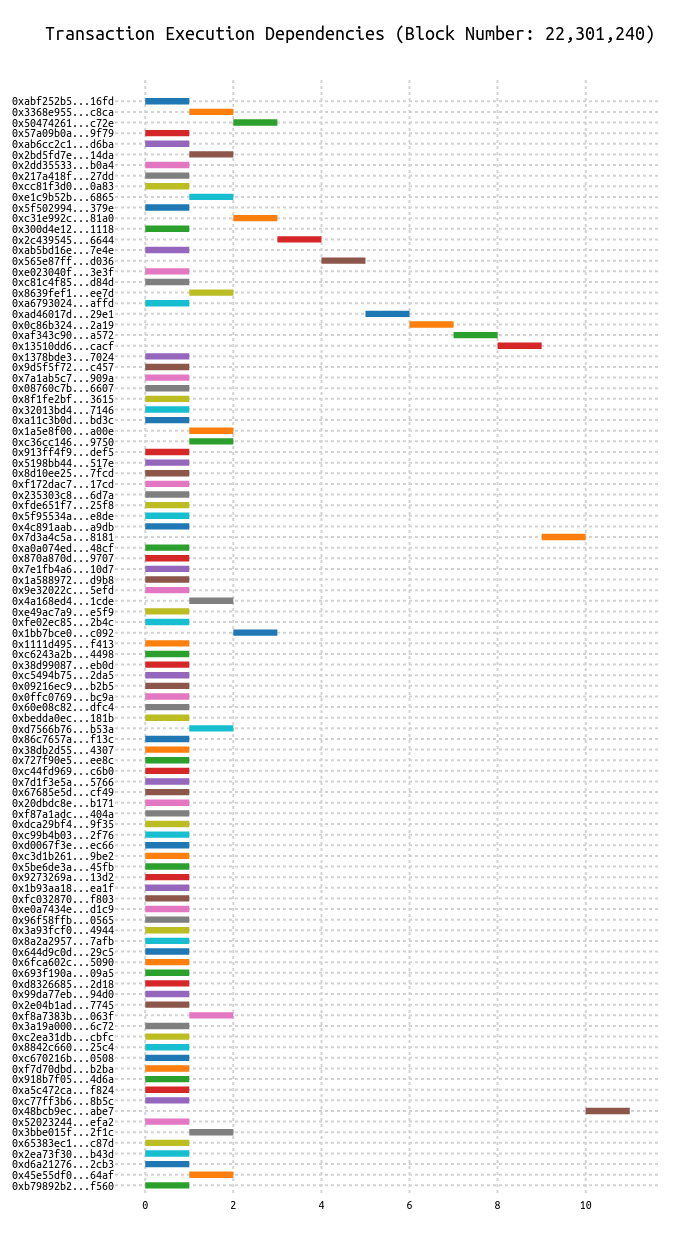 Transaction Execution Dependencies (Block Number: 22,301,240)
0xabf252b5...16fd
0x3368e955...c8ca
0x50474261...c72e
0x57a09b0a...9f79
0xab6cc2c1...d6ba
0x2bd5fd7e...14da
0x2dd35533...b0a4
0x217a418f...27dd
0xcc81f3d0...0a83
0xe1c9b52b...6865
0x5f502994...379e
0xc31e992c...81a0
0x300d4e12...1118
0x2c439545...6644
0xab5bd16e...7e4e
0x565e87ff...d036
0xe023040f...3e3f
0xc81c4f85...d84d
0x8639fef1...ee7d
0xa6793024...affd
0xad46017d...29e1
0x0c86b324...2a19
0xaf343c90...a572
0x13510dd6...cacf
0x1378bde3...7024
0x9d5f5f72...c457
0x7a1ab5c7...909a
0x08760c7b...6607
0x8f1fe2bf...3615
0x32013bd4...7146
0xa11c3b0d...bd3c
0x1a5e8f00...a00e
0xc36cc146...9750
0x913ff4f9...def5
0x5198bb44...517e
0x8d10ee25...7fcd
0xf172dac7...17cd
0x235303c8...6d7a
0xfde651f7...25f8
0x5f95534a...e8de
0x4c891aab...a9db
0x7d3a4c5a...8181
0xa0a074ed...48cf
0x870a870d...9707
0x7e1fb4a6...10d7
0x1a588972...d9b8
0x9e32022c...5efd
0x4a168ed4...1cde
0xe49ac7a9...e5f9
0xfe02ec85...2b4c
0x1bb7bce0...c092
0x1111d495...f413
0xc6243a2b...4498
0x38d99087...eb0d
0xc5494b75...2da5
0x09216ec9...b2b5
0x0ffc0769...bc9a
0x60e08c82...dfc4
0xbedda0ec...181b
0xd7566b76...b53a
0x86c7657a...f13c
0x38db2d55...4307
0x727f90e5...ee8c
0xc44fd969...c6b0
0x7d1f3e5a...5766
0x67685e5d...cf49
0x20dbdc8e...b171
0xf87a1adc...404a
0xdca29bf4...9f35
0xc99b4b03...2f76
0xd0067f3e...ec66
0xc3d1b261...9be2
0x5be6de3a...45fb
0x9273269a...13d2
0x1b93aa18...ea1f
0xfc032870...f803
0xe0a7434e...d1c9
0x96f58ffb...0565
0x3a93fcf0...4944
0x8a2a2957...7afb
0x644d9c0d...29c5
0x6fca602c...5090
0x693f190a...09a5
0xd8326685...2d18
0x99da77eb...94d0
0x2e04b1ad...7745
0xf8a7383b...063f
0x3a19a000...6c72
0xc2ea31db...cbfc
0x8842c660...25c4
0xc670216b...0508
0xf7d70dbd...b2ba
0x918b7f05...4d6a
0xa5c472ca...f824
0xc77ff3b6...8b5c
0x48bcb9ec...abe7
0x52023244...efa2
0x3bbe015f...2f1c
0x65383ec1...c87d
0x2ea73f30...b43d
0xd6a21276...2cb3
0x45e55df0...64af
0xb79892b2...f560
0 2 4 6 8 10